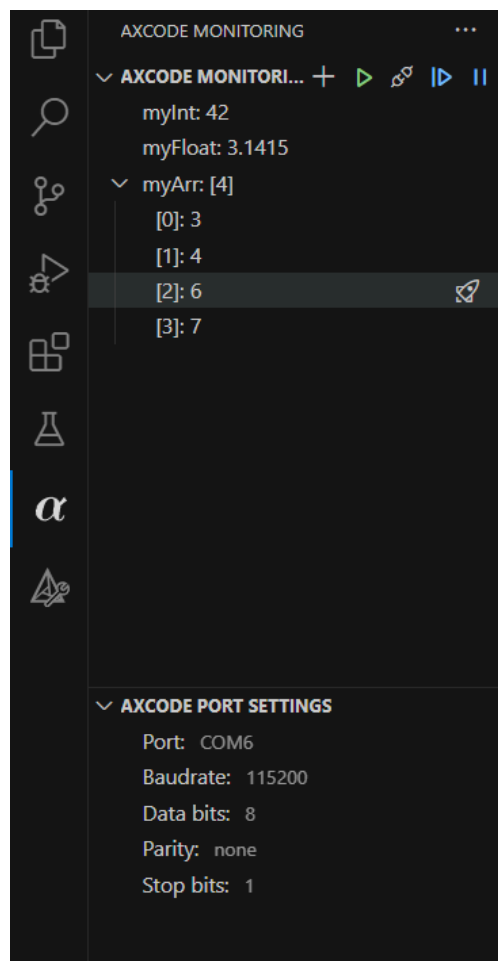 AXCODE MONITORING
AXCODE MONITORI...
myInt: 42
myFloat: 3.1415
myArr: [4]
[0]: 3
[1]: 4
[2]: 6
[3]: 7
α
AXCODE PORT SETTINGS
Port: COM6
Baudrate: 115200
Data bits: 8
Parity: none
Stop bits: 1